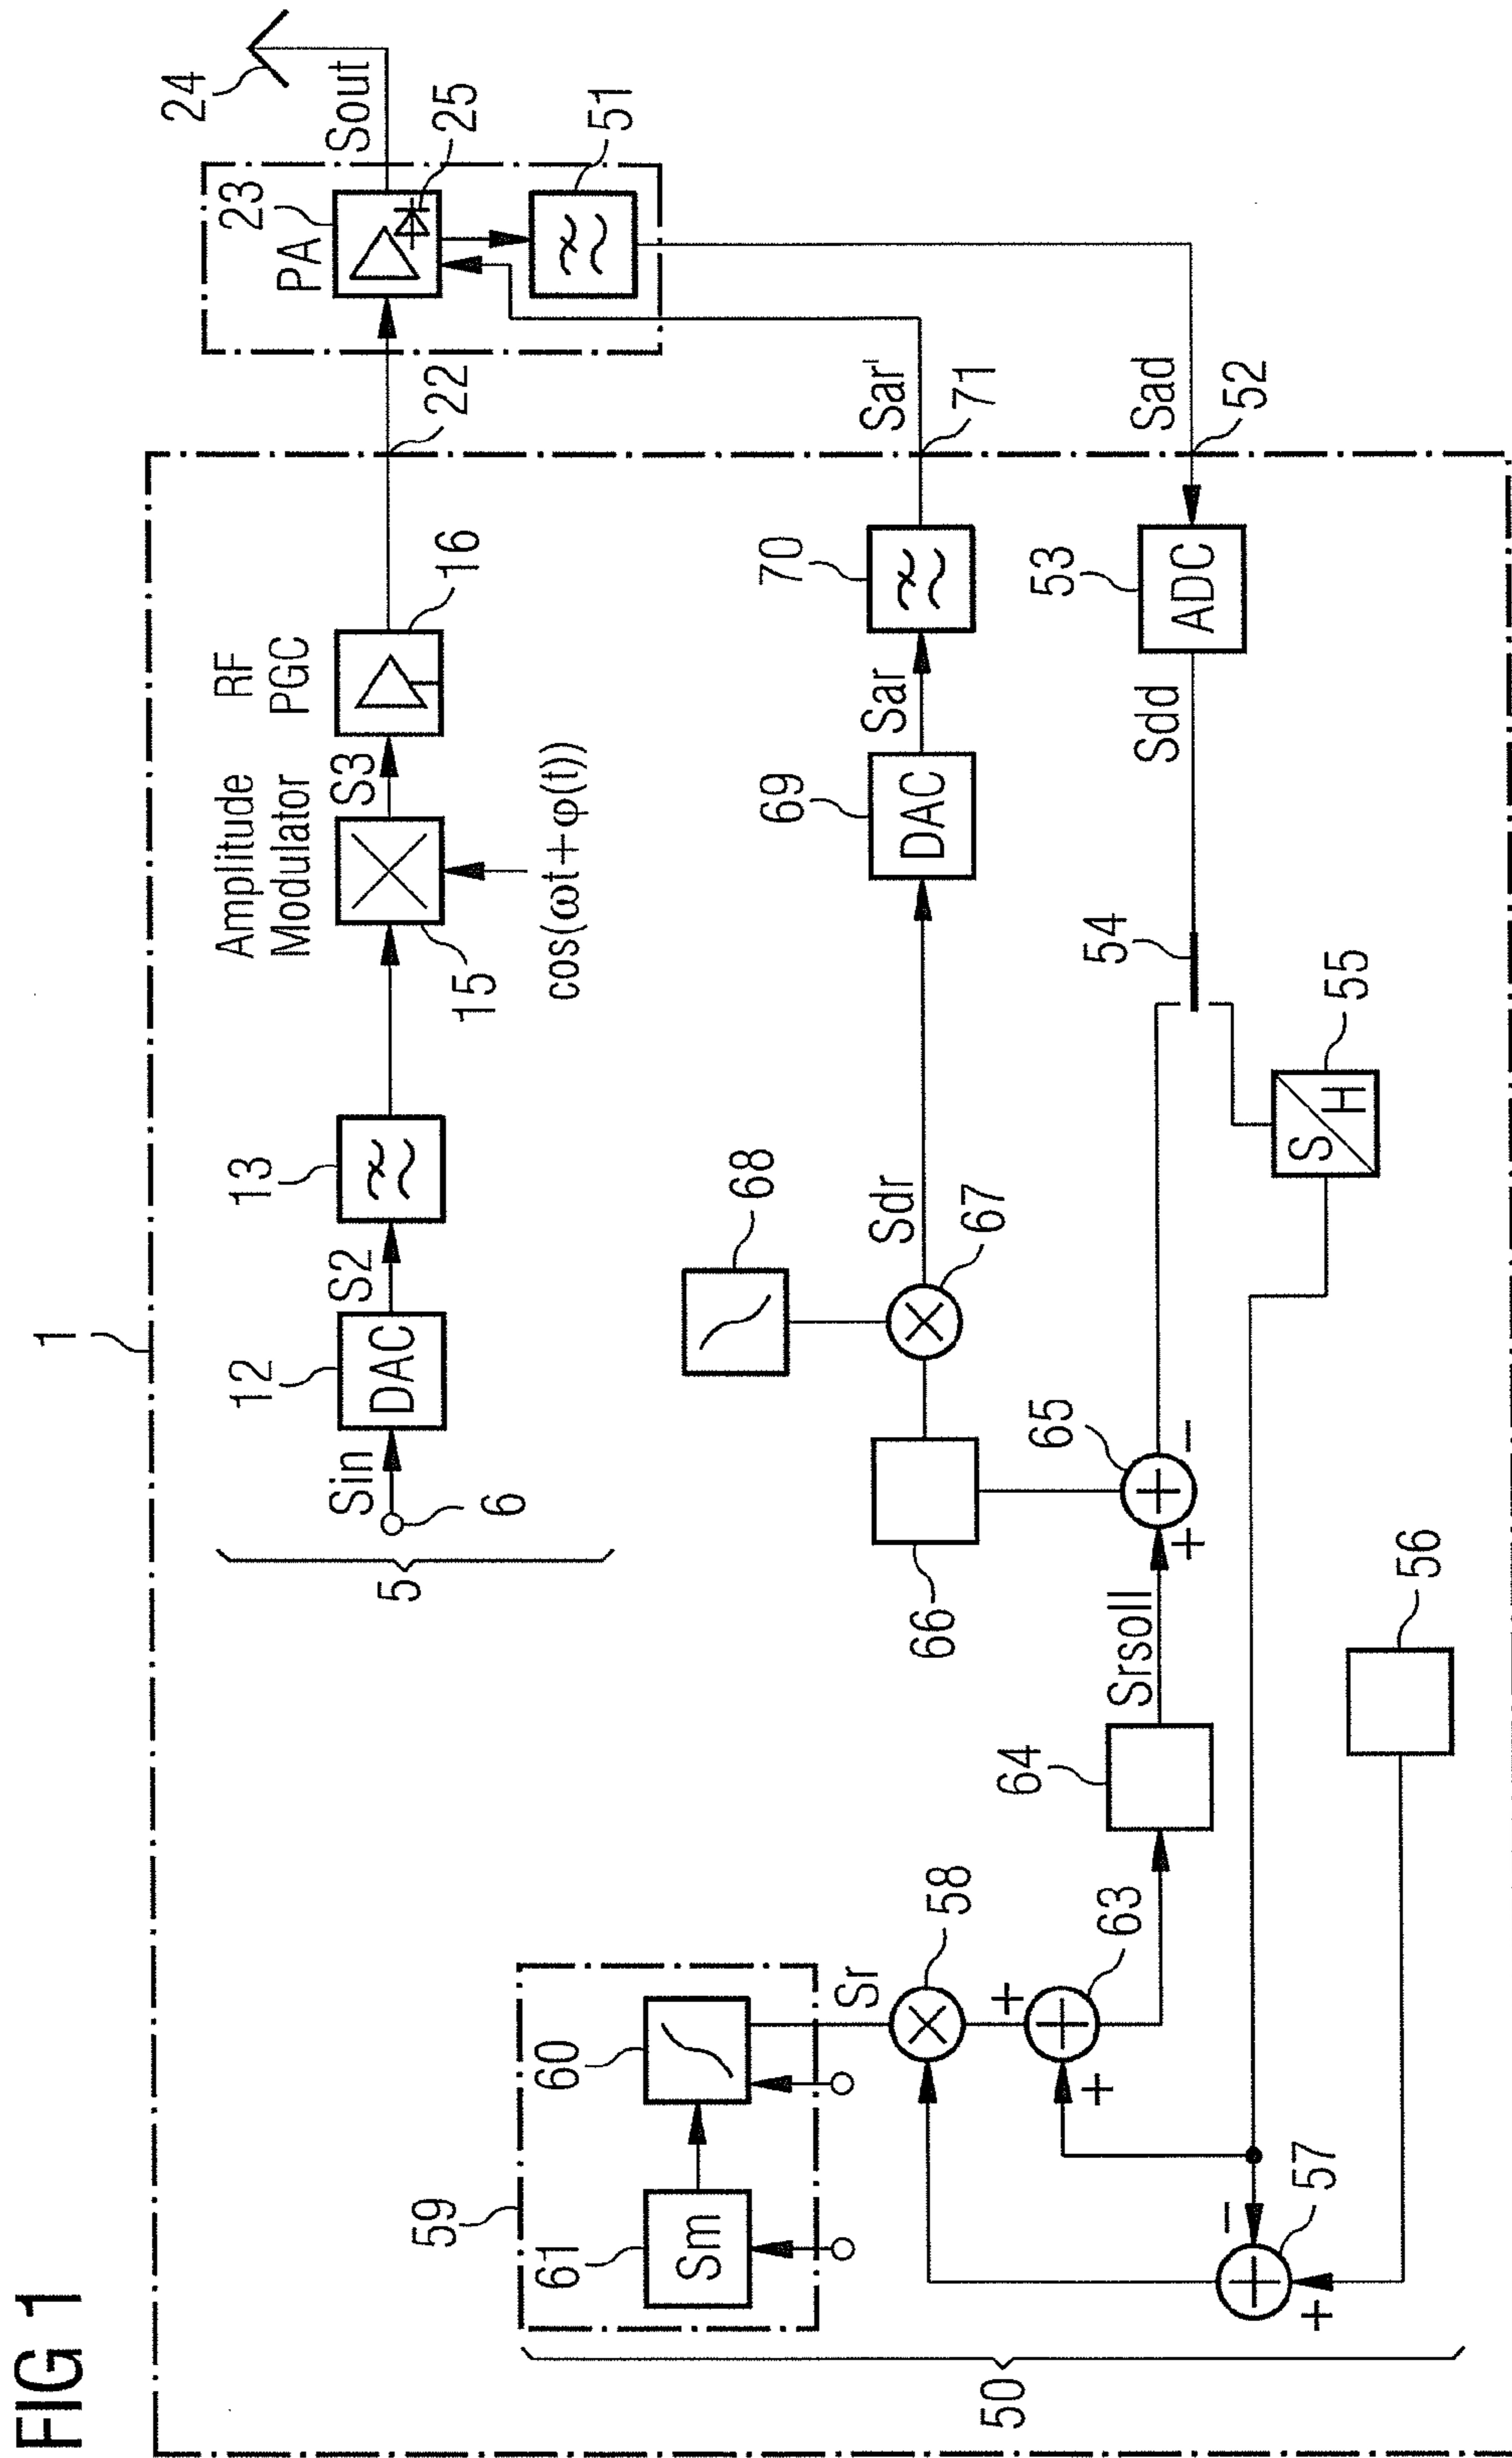 FIG 1
1
5
6
Sin
12
DAC
S2
13
Amplitude
Modulator
15
cos(ωt+φ(t))
S3
RF
PGC
16
22
23
PA
25
Sout
24
51
59
61
Sm
60
Sr
58
63
+
+
64
Srsoll
65
+
−
66
67
68
Sdr
69
DAC
Sar
70
71
Sar'
Sad
52
53
ADC
Sdd
54
55
S
H
56
57
−
+
50